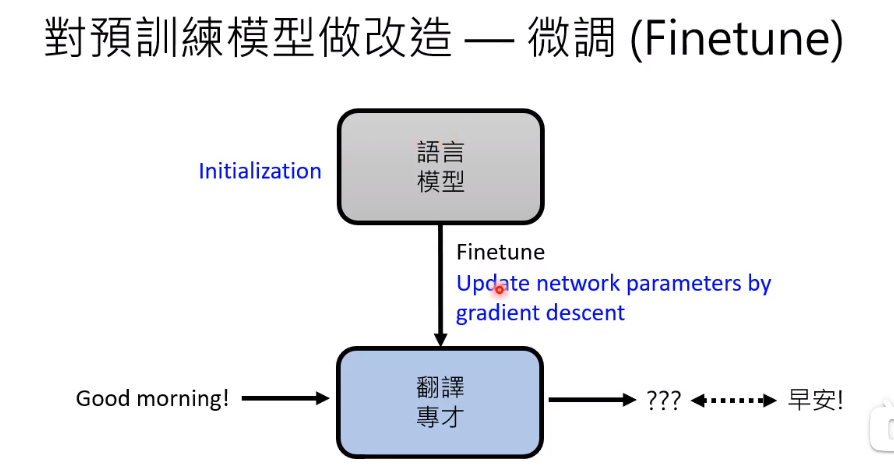 對預訓練模型做改造 — 微調 (Finetune)
Initialization
語言
模型
Finetune
Update network parameters by
gradient descent
Good morning!
翻譯
專才
???
早安!